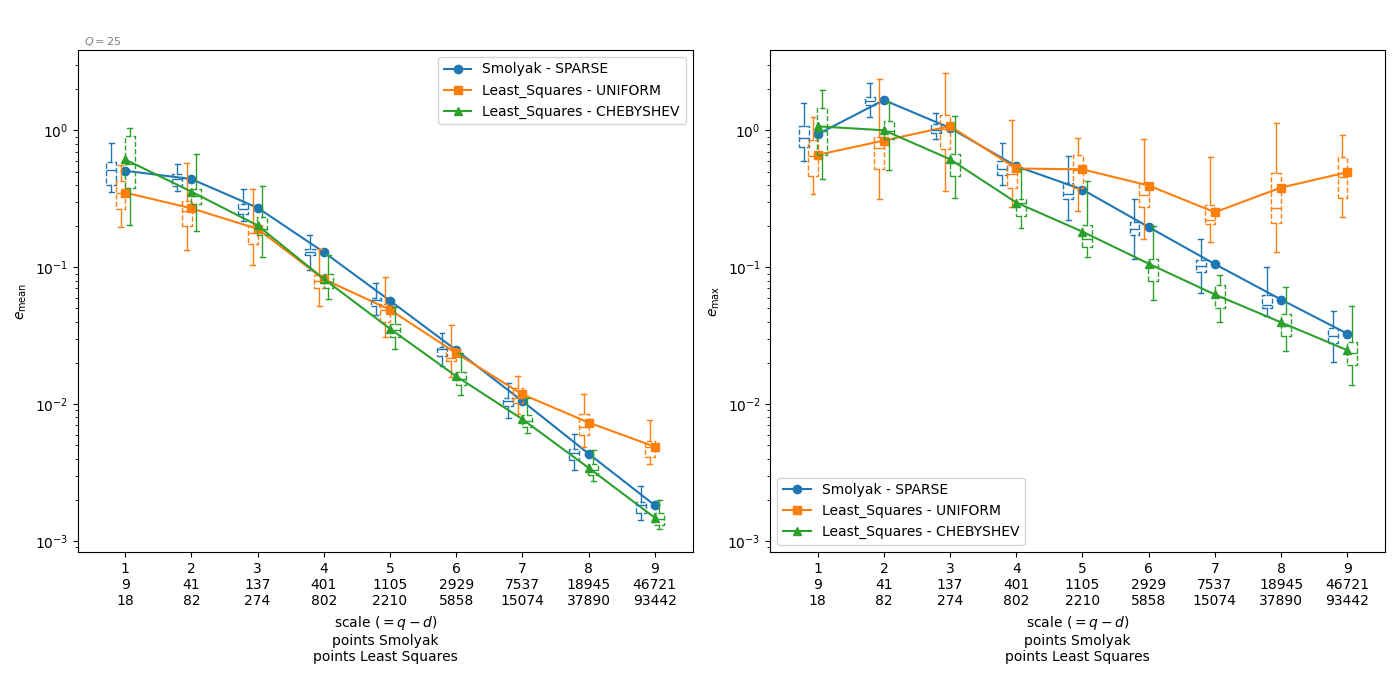 Q = 25
Smolyak - SPARSE
Least_Squares - UNIFORM
Least_Squares - CHEBYSHEV
10⁰
10⁻¹
10⁻²
10⁻³
e_mean
1 2 3 4 5 6 7 8 9
9 41 137 401 1105 2929 7537 18945 46721
18 82 274 802 2210 5858 15074 37890 93442
scale (= q − d)
points Smolyak
points Least Squares
10⁰
10⁻¹
10⁻²
10⁻³
e_max
Smolyak - SPARSE
Least_Squares - UNIFORM
Least_Squares - CHEBYSHEV
1 2 3 4 5 6 7 8 9
9 41 137 401 1105 2929 7537 18945 46721
18 82 274 802 2210 5858 15074 37890 93442
scale (= q − d)
points Smolyak
points Least Squares